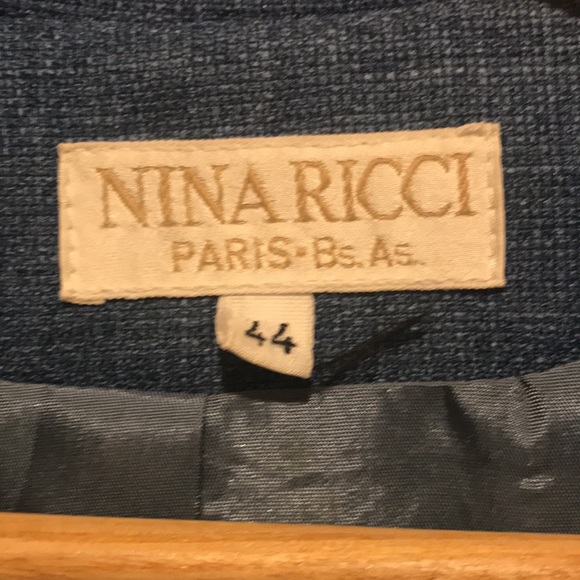 NINA RICCI
PARIS·Bs. As.
44